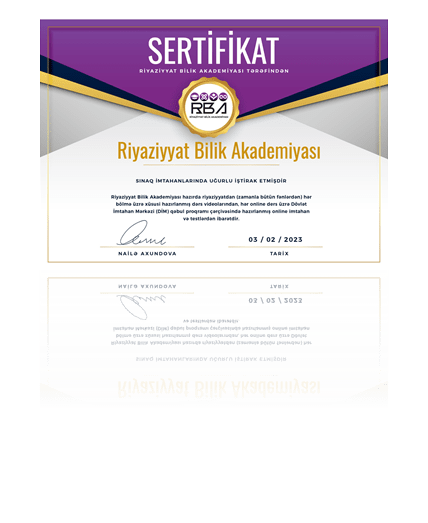 SERTİFİKAT
RİYAZİYYAT BİLİK AKADEMİYASI TƏRƏFİNDƏN
RBA
RİYAZİYYAT BİLİK AKADEMİYASI
Riyaziyyat Bilik Akademiyası
SINAQ İMTAHANLARINDA UĞURLU İŞTİRAK ETMİŞDİR
Riyaziyyat Bilik Akademiyası hazırda riyaziyyatdan (zamanla bütün fənlərdən) hər
bölmə üzrə xüsusi hazırlanmış dərs videolarından, hər online dərs üzrə Dövlət
İmtahan Mərkəzi (DİM) qəbul proqramı çərçivəsində hazırlanmış online imtahan
və testlərdən ibarətdir.
03 / 02 / 2023
NAİLƏ AXUNDOVA TARİX